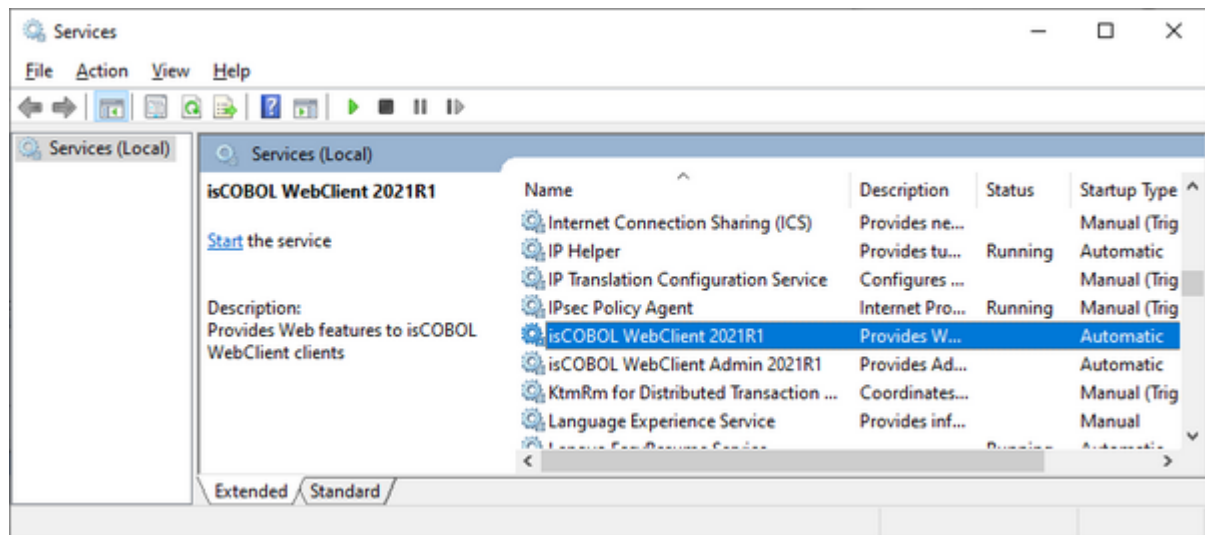 Services
File Action View Help
Services (Local)
Services (Local)
isCOBOL WebClient 2021R1
Start the service
Description:
Provides Web features to isCOBOL
WebClient clients
Name Description Status Startup Type
Internet Connection Sharing (ICS) Provides ne... Manual (Trig
IP Helper Provides tu... Running Automatic
IP Translation Configuration Service Configures ... Manual (Trig
IPsec Policy Agent Internet Pro... Running Manual (Trig
isCOBOL WebClient 2021R1 Provides W... Automatic
isCOBOL WebClient Admin 2021R1 Provides Ad... Automatic
KtmRm for Distributed Transaction ... Coordinates... Manual (Trig
Language Experience Service Provides inf... Manual
Service Running Automatic
Extended Standard